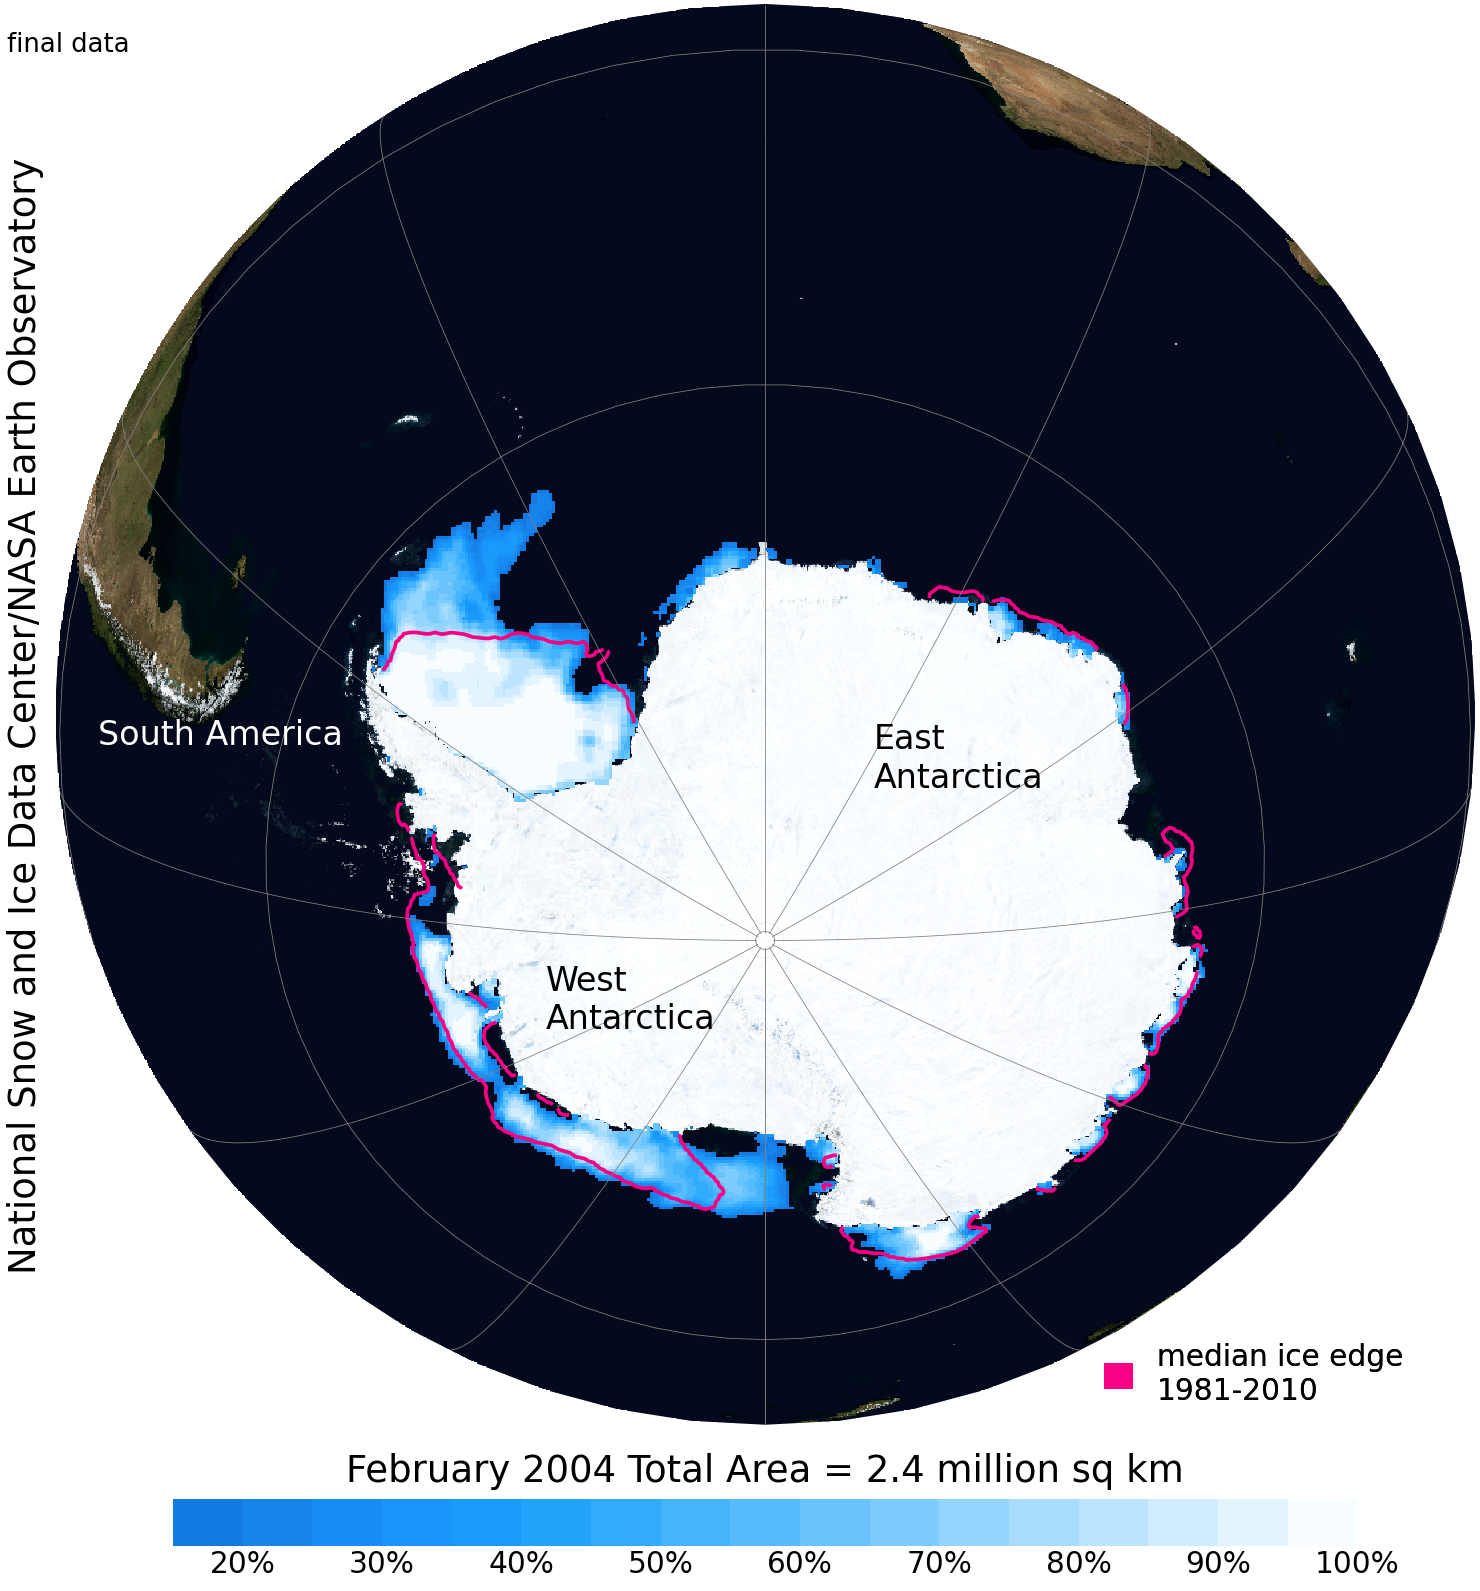 final data
National Snow and Ice Data Center/NASA Earth Observatory
South America
East
Antarctica
West
Antarctica
median ice edge
1981-2010
February 2004 Total Area = 2.4 million sq km
20% 30% 40% 50% 60% 70% 80% 90% 100%